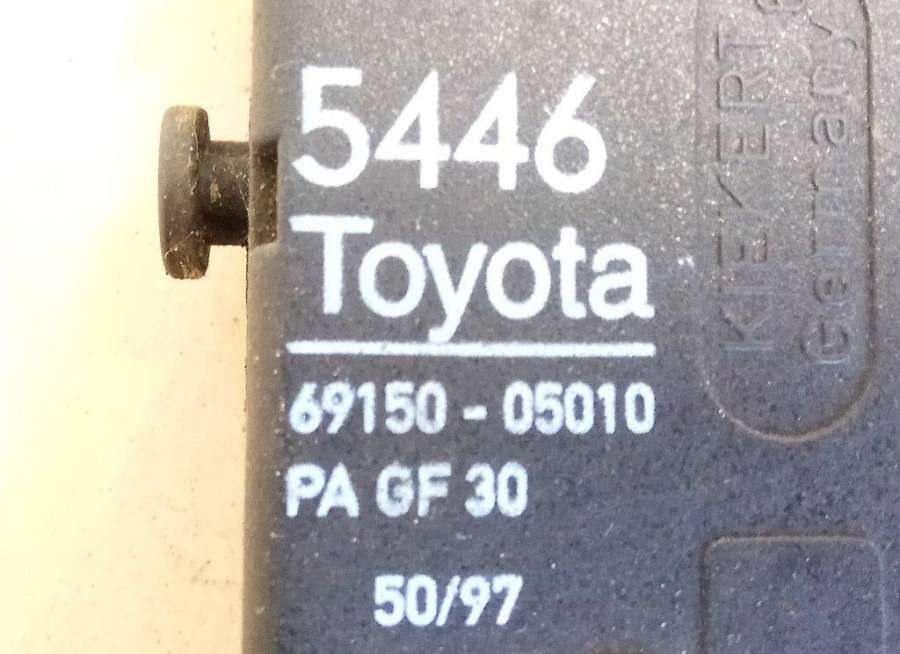 5446
Toyota
69150 - 05010
PA GF 30
50/97
KIEKERT
Germany